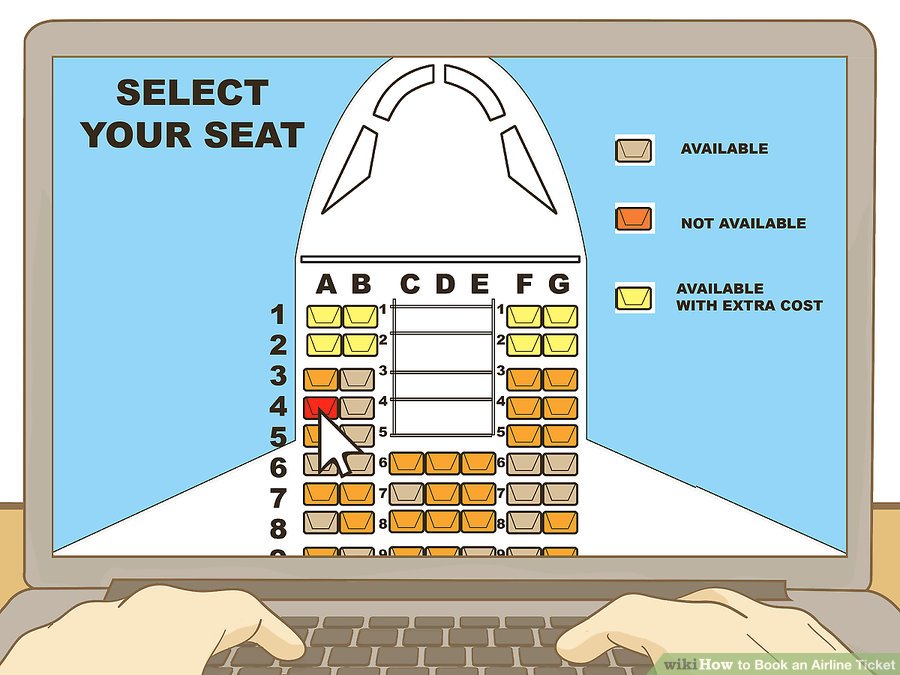 SELECT
YOUR SEAT
AVAILABLE
NOT AVAILABLE
AVAILABLE
WITH EXTRA COST
A B C D E F G
1 1 1
2 2 2
3 3 3
4 4 4
5 5 5
6 6 6
7 7 7
8 8 8
9 9 9
wikiHow to Book an Airline Ticket